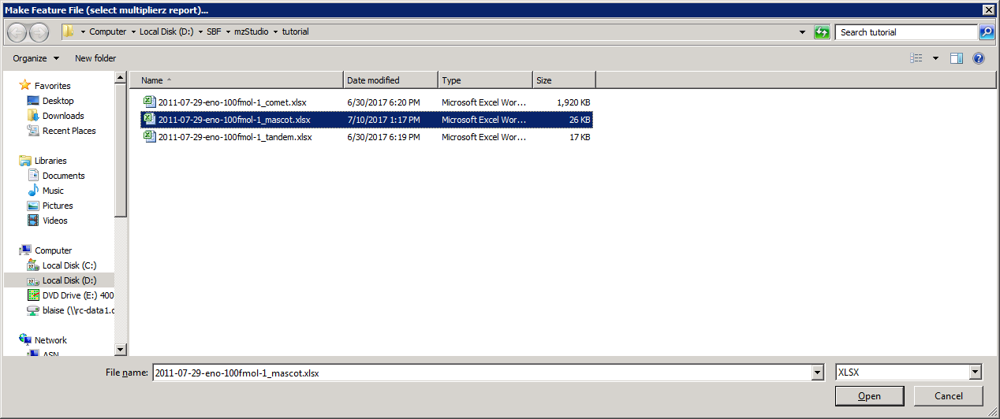 Make Feature File (select multiplierz report)...
Computer Local Disk (D:) SBF mzStudio tutorial
Search tutorial
Organize New folder
Favorites
Desktop
Downloads
Recent Places
Libraries
Documents
Music
Pictures
Videos
Computer
Local Disk (C:)
Local Disk (D:)
DVD Drive (E:) 400
blaise (\\rc-data1.c
Network
ASN
Name Date modified Type Size
2011-07-29-eno-100fmol-1_comet.xlsx 6/30/2017 6:20 PM Microsoft Excel Wor... 1,920 KB
2011-07-29-eno-100fmol-1_mascot.xlsx 7/10/2017 1:17 PM Microsoft Excel Wor... 26 KB
2011-07-29-eno-100fmol-1_tandem.xlsx 6/30/2017 6:19 PM Microsoft Excel Wor... 17 KB
File name: 2011-07-29-eno-100fmol-1_mascot.xlsx XLSX
Open Cancel